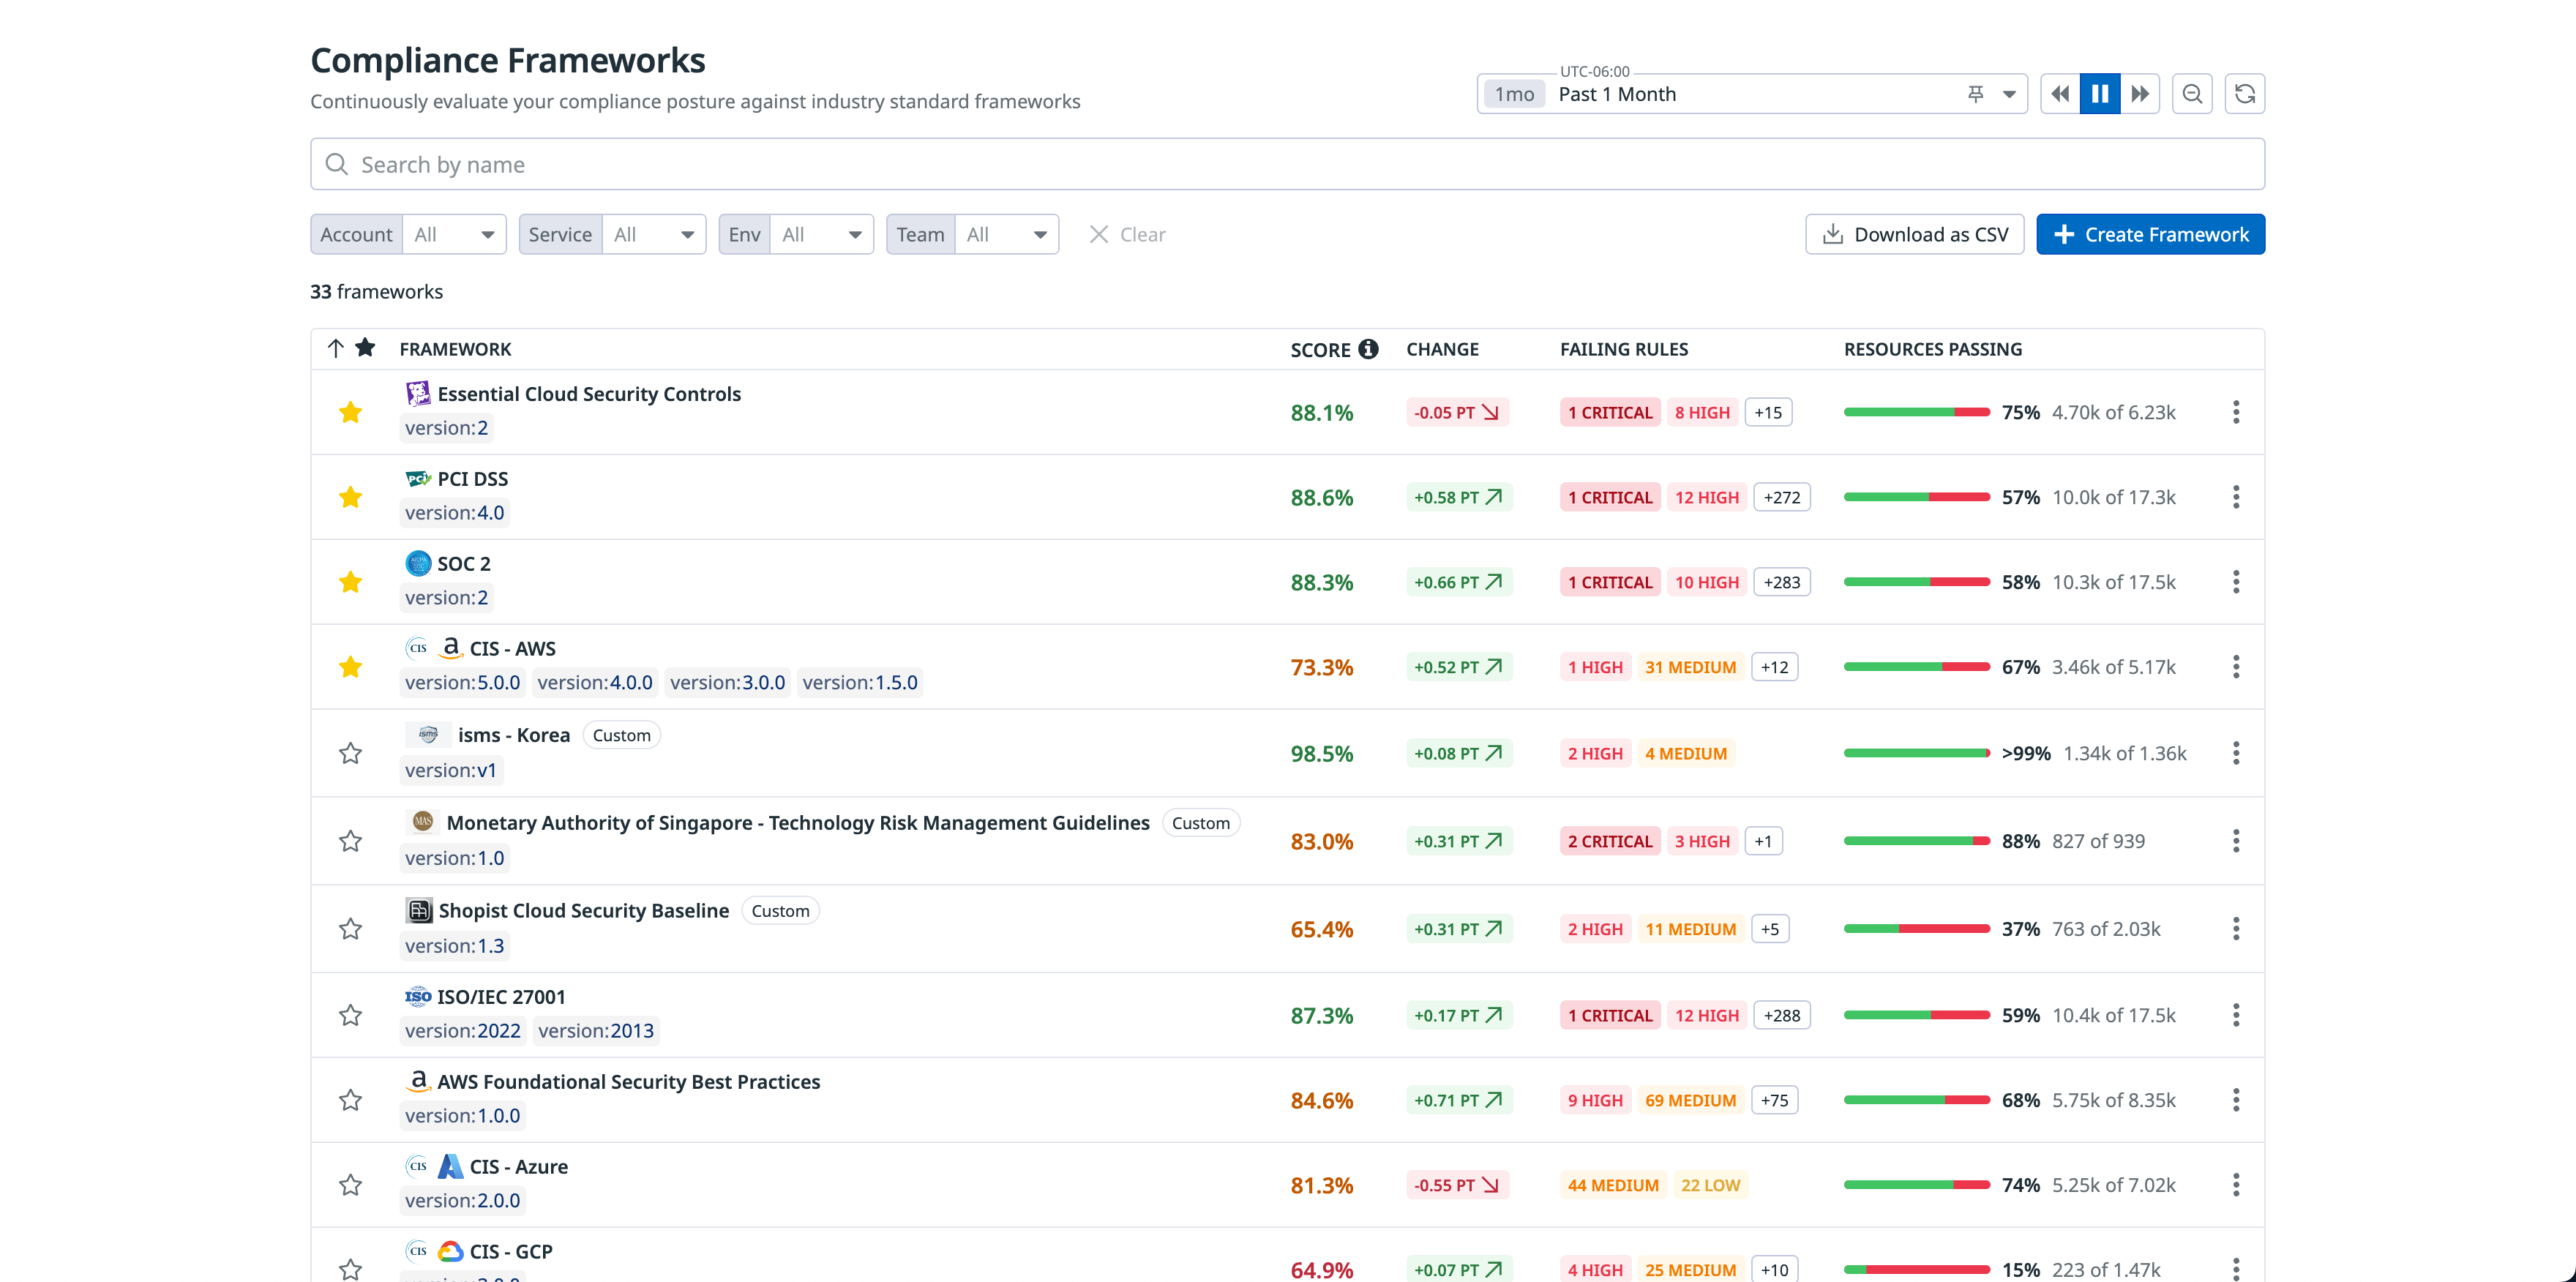 Compliance Frameworks
Continuously evaluate your compliance posture against industry standard frameworks
UTC-06:00
1mo Past 1 Month
Search by name
Account All Service All Env All Team All Clear Download as CSV Create Framework
33 frameworks
FRAMEWORK SCORE CHANGE FAILING RULES RESOURCES PASSING
Essential Cloud Security Controls
version:2
88.1% -0.05 PT 1 CRITICAL 8 HIGH +15 75% 4.70k of 6.23k
PCI DSS
version:4.0
88.6% +0.58 PT 1 CRITICAL 12 HIGH +272 57% 10.0k of 17.3k
SOC 2
version:2
88.3% +0.66 PT 1 CRITICAL 10 HIGH +283 58% 10.3k of 17.5k
CIS CIS - AWS
version:5.0.0 version:4.0.0 version:3.0.0 version:1.5.0
73.3% +0.52 PT 1 HIGH 31 MEDIUM +12 67% 3.46k of 5.17k
isms isms - Korea Custom
version:v1
98.5% +0.08 PT 2 HIGH 4 MEDIUM >99% 1.34k of 1.36k
MAS Monetary Authority of Singapore - Technology Risk Management Guidelines Custom
version:1.0
83.0% +0.31 PT 2 CRITICAL 3 HIGH +1 88% 827 of 939
Shopist Cloud Security Baseline Custom
version:1.3
65.4% +0.31 PT 2 HIGH 11 MEDIUM +5 37% 763 of 2.03k
ISO ISO/IEC 27001
version:2022 version:2013
87.3% +0.17 PT 1 CRITICAL 12 HIGH +288 59% 10.4k of 17.5k
AWS Foundational Security Best Practices
version:1.0.0
84.6% +0.71 PT 9 HIGH 69 MEDIUM +75 68% 5.75k of 8.35k
CIS CIS - Azure
version:2.0.0
81.3% -0.55 PT 44 MEDIUM 22 LOW 74% 5.25k of 7.02k
CIS CIS - GCP
64.9% +0.07 PT 4 HIGH 25 MEDIUM +10 15% 223 of 1.47k